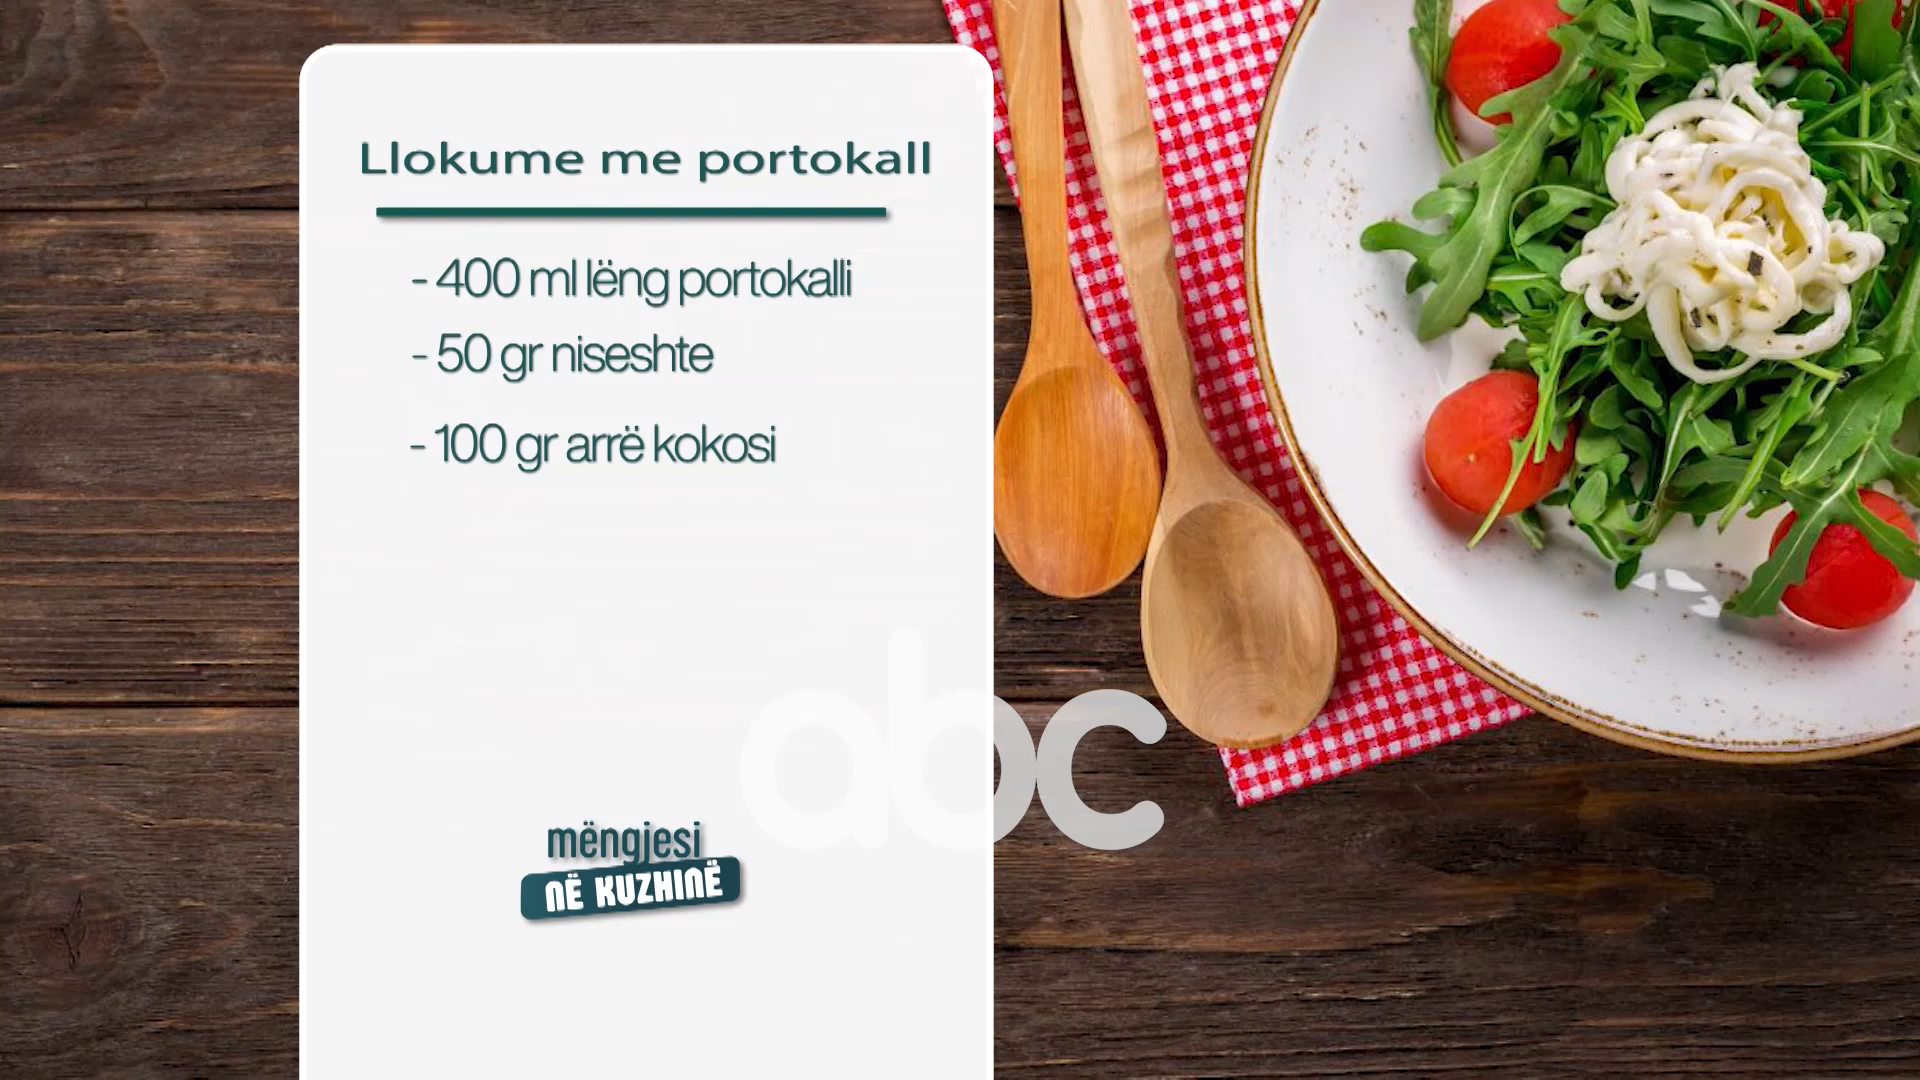 Llokume me portokall
- 400 ml lëng portokalli
- 50 gr niseshte
- 100 gr arrë kokosi
abc
mëngjesi
NË KUZHINË